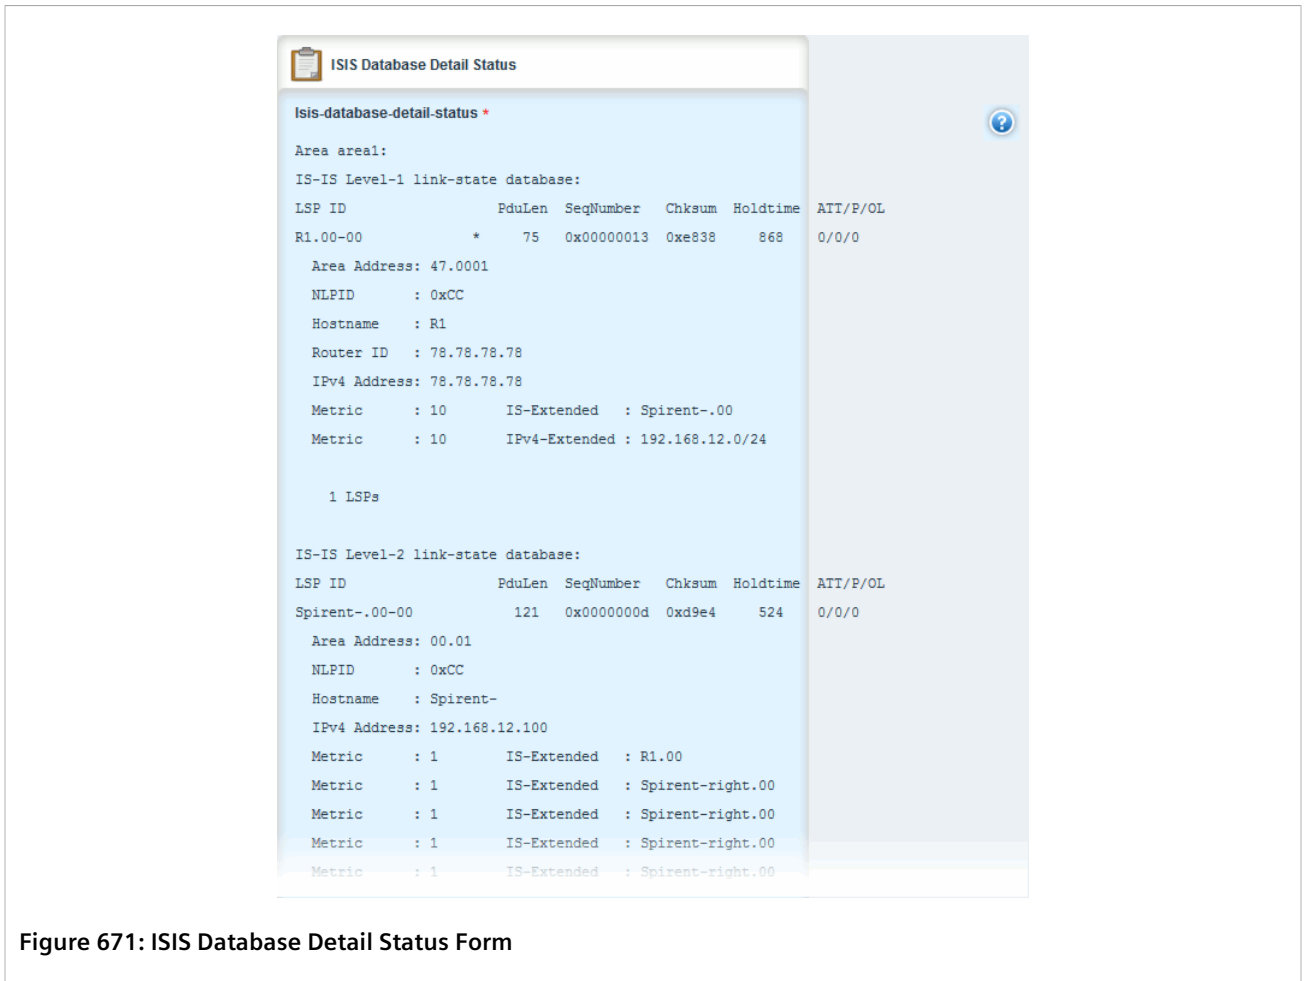 ISIS Database Detail Status
Isis-database-detail-status *
?
Area area1:
IS-IS Level-1 link-state database:
LSP ID                  PduLen  SeqNumber   Chksum  Holdtime  ATT/P/OL
R1.00-00             *     75   0x00000013  0xe838     868    0/0/0
  Area Address: 47.0001
  NLPID       : 0xCC
  Hostname    : R1
  Router ID   : 78.78.78.78
  IPv4 Address: 78.78.78.78
  Metric      : 10       IS-Extended   : Spirent-.00
  Metric      : 10       IPv4-Extended : 192.168.12.0/24
    1 LSPs
IS-IS Level-2 link-state database:
LSP ID                  PduLen  SeqNumber   Chksum  Holdtime  ATT/P/OL
Spirent-.00-00            121   0x0000000d  0xd9e4     524    0/0/0
  Area Address: 00.01
  NLPID       : 0xCC
  Hostname    : Spirent-
  IPv4 Address: 192.168.12.100
  Metric      : 1        IS-Extended   : R1.00
  Metric      : 1        IS-Extended   : Spirent-right.00
  Metric      : 1        IS-Extended   : Spirent-right.00
  Metric      : 1        IS-Extended   : Spirent-right.00
  Metric      : 1        IS-Extended   : Spirent-right.00
Figure 671: ISIS Database Detail Status Form